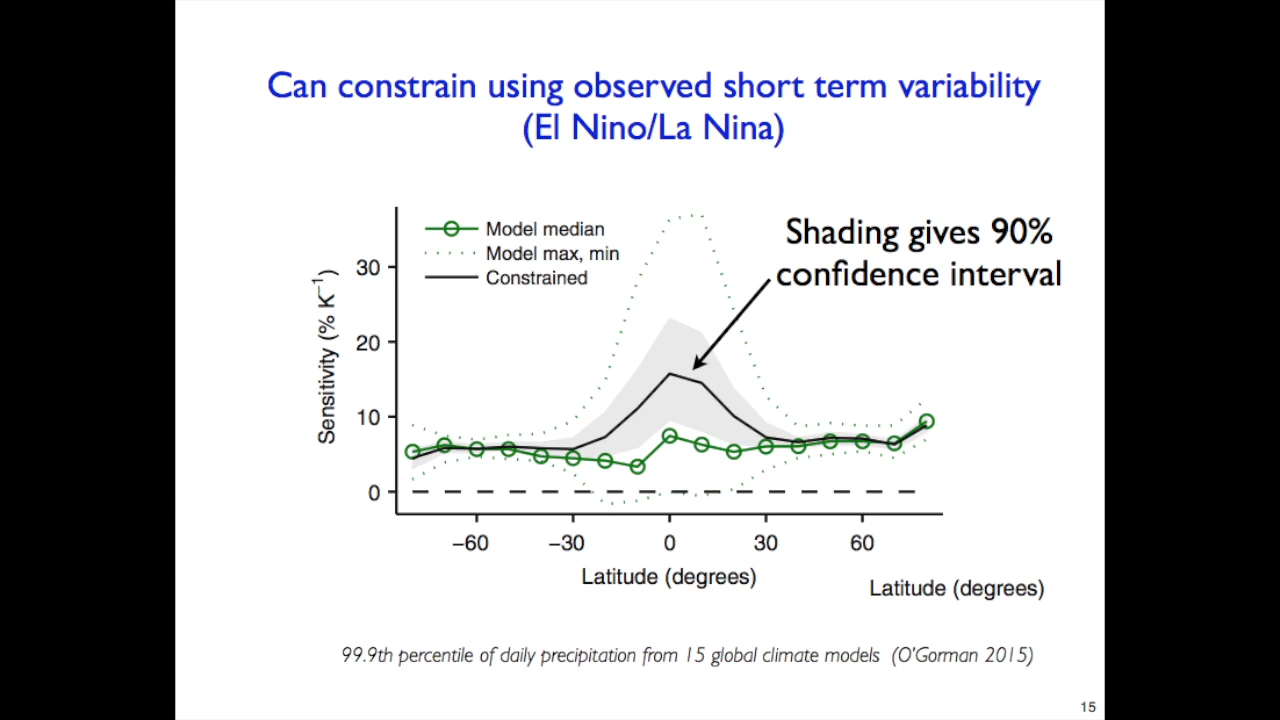 Can constrain using observed short term variability
(El Nino/La Nina)
Model median
Model max, min
Constrained
Shading gives 90%
confidence interval
Sensitivity (% K⁻¹)
30
20
10
0
−60
−30
0
30
60
Latitude (degrees)
Latitude (degrees)
99.9th percentile of daily precipitation from 15 global climate models (O'Gorman 2015)
15